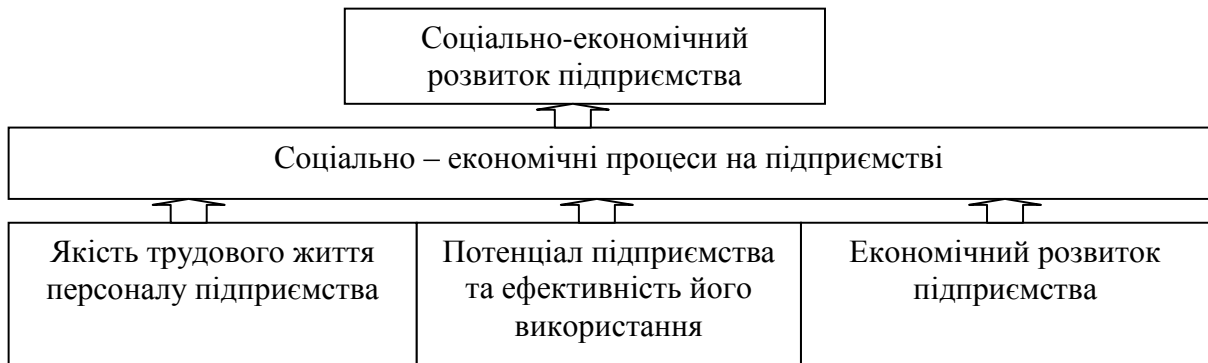 Соціально-економічний
розвиток підприємства
Соціально – економічні процеси на підприємстві
Якість трудового життя
персоналу підприємства
Потенціал підприємства
та ефективність його
використання
Економічний розвиток
підприємства